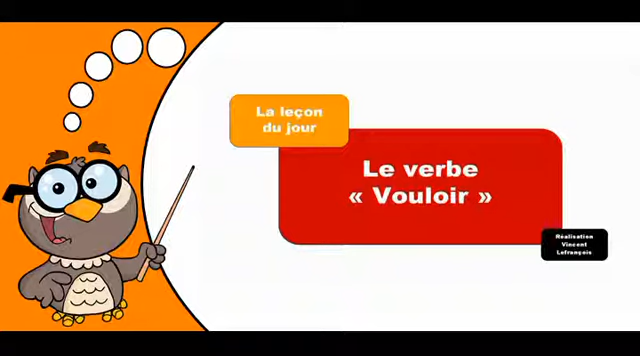 La leçon
du jour
Le verbe
« Vouloir »
Réalisation
Vincent
Lefrançois